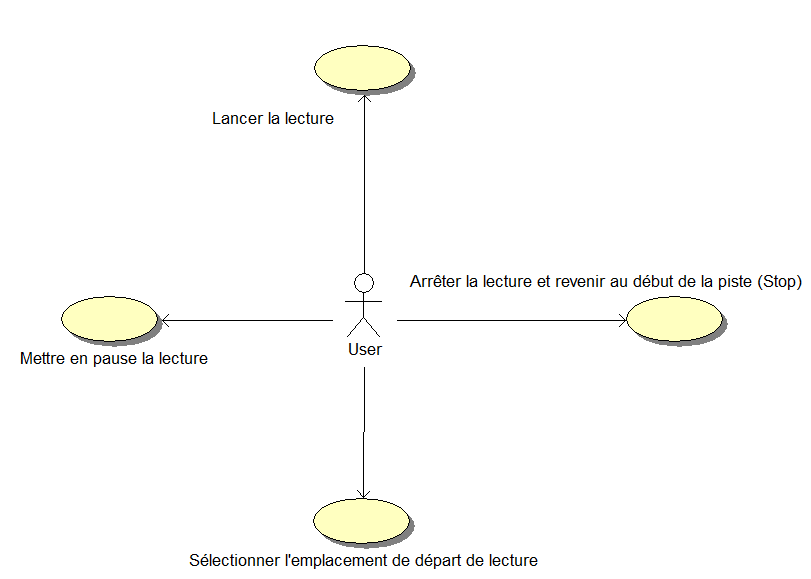 Lancer la lecture
Arrêter la lecture et revenir au début de la piste (Stop)
User
Mettre en pause la lecture
Sélectionner l'emplacement de départ de lecture